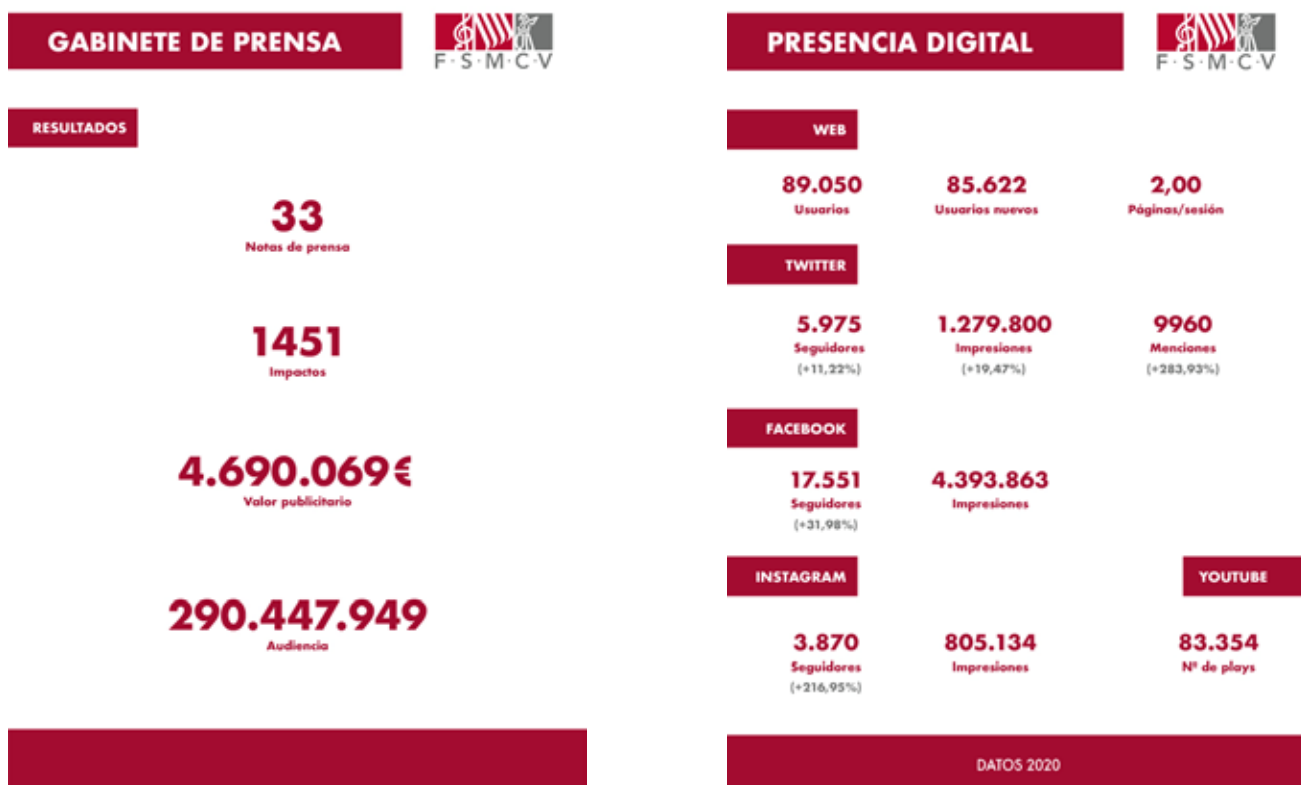 GABINETE DE PRENSA
F·S·M·C·V
RESULTADOS
33
Notas de prensa
1451
Impactos
4.690.069€
Valor publicitario
290.447.949
Audiencia
PRESENCIA DIGITAL
F·S·M·C·V
WEB
89.050 85.622 2,00
Usuarios Usuarios nuevos Páginas/sesión
TWITTER
5.975 1.279.800 9960
Seguidores Impresiones Menciones
(+11,22%) (+19,47%) (+283,93%)
FACEBOOK
17.551 4.393.863
Seguidores Impresiones
(+31,98%)
INSTAGRAM YOUTUBE
3.870 805.134 83.354
Seguidores Impresiones Nº de plays
(+216,95%)
DATOS 2020